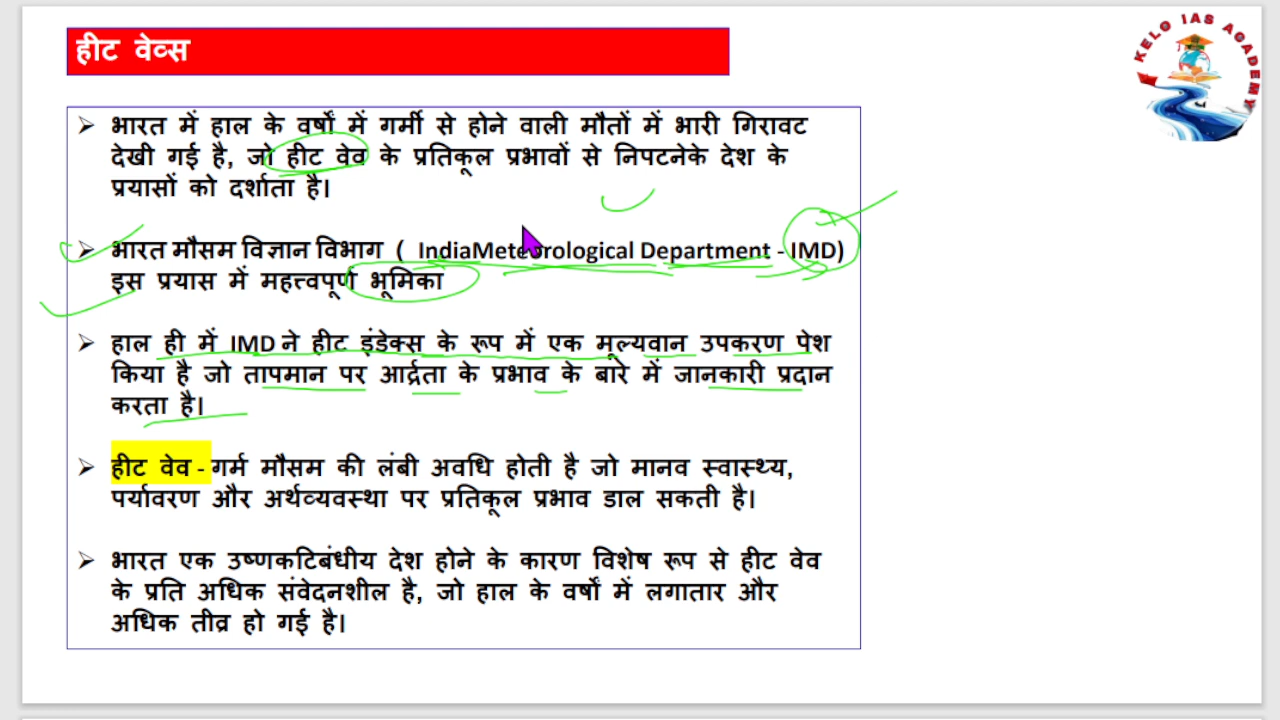 हीट वेव्स
KELO IAS ACADEMY
भारत में हाल के वर्षों में गर्मी से होने वाली मौतों में भारी गिरावट
देखी गई है, जो हीट वेव के प्रतिकूल प्रभावों से निपटनेके देश के
प्रयासों को दर्शाता है।
भारत मौसम विज्ञान विभाग ( IndiaMeteorological Department - IMD)
इस प्रयास में महत्त्वपूर्ण भूमिका
हाल ही में IMD ने हीट इंडेक्स के रूप में एक मूल्यवान उपकरण पेश
किया है जो तापमान पर आर्द्रता के प्रभाव के बारे में जानकारी प्रदान
करता है।
हीट वेव - गर्म मौसम की लंबी अवधि होती है जो मानव स्वास्थ्य,
पर्यावरण और अर्थव्यवस्था पर प्रतिकूल प्रभाव डाल सकती है।
भारत एक उष्णकटिबंधीय देश होने के कारण विशेष रूप से हीट वेव
के प्रति अधिक संवेदनशील है, जो हाल के वर्षों में लगातार और
अधिक तीव्र हो गई है।